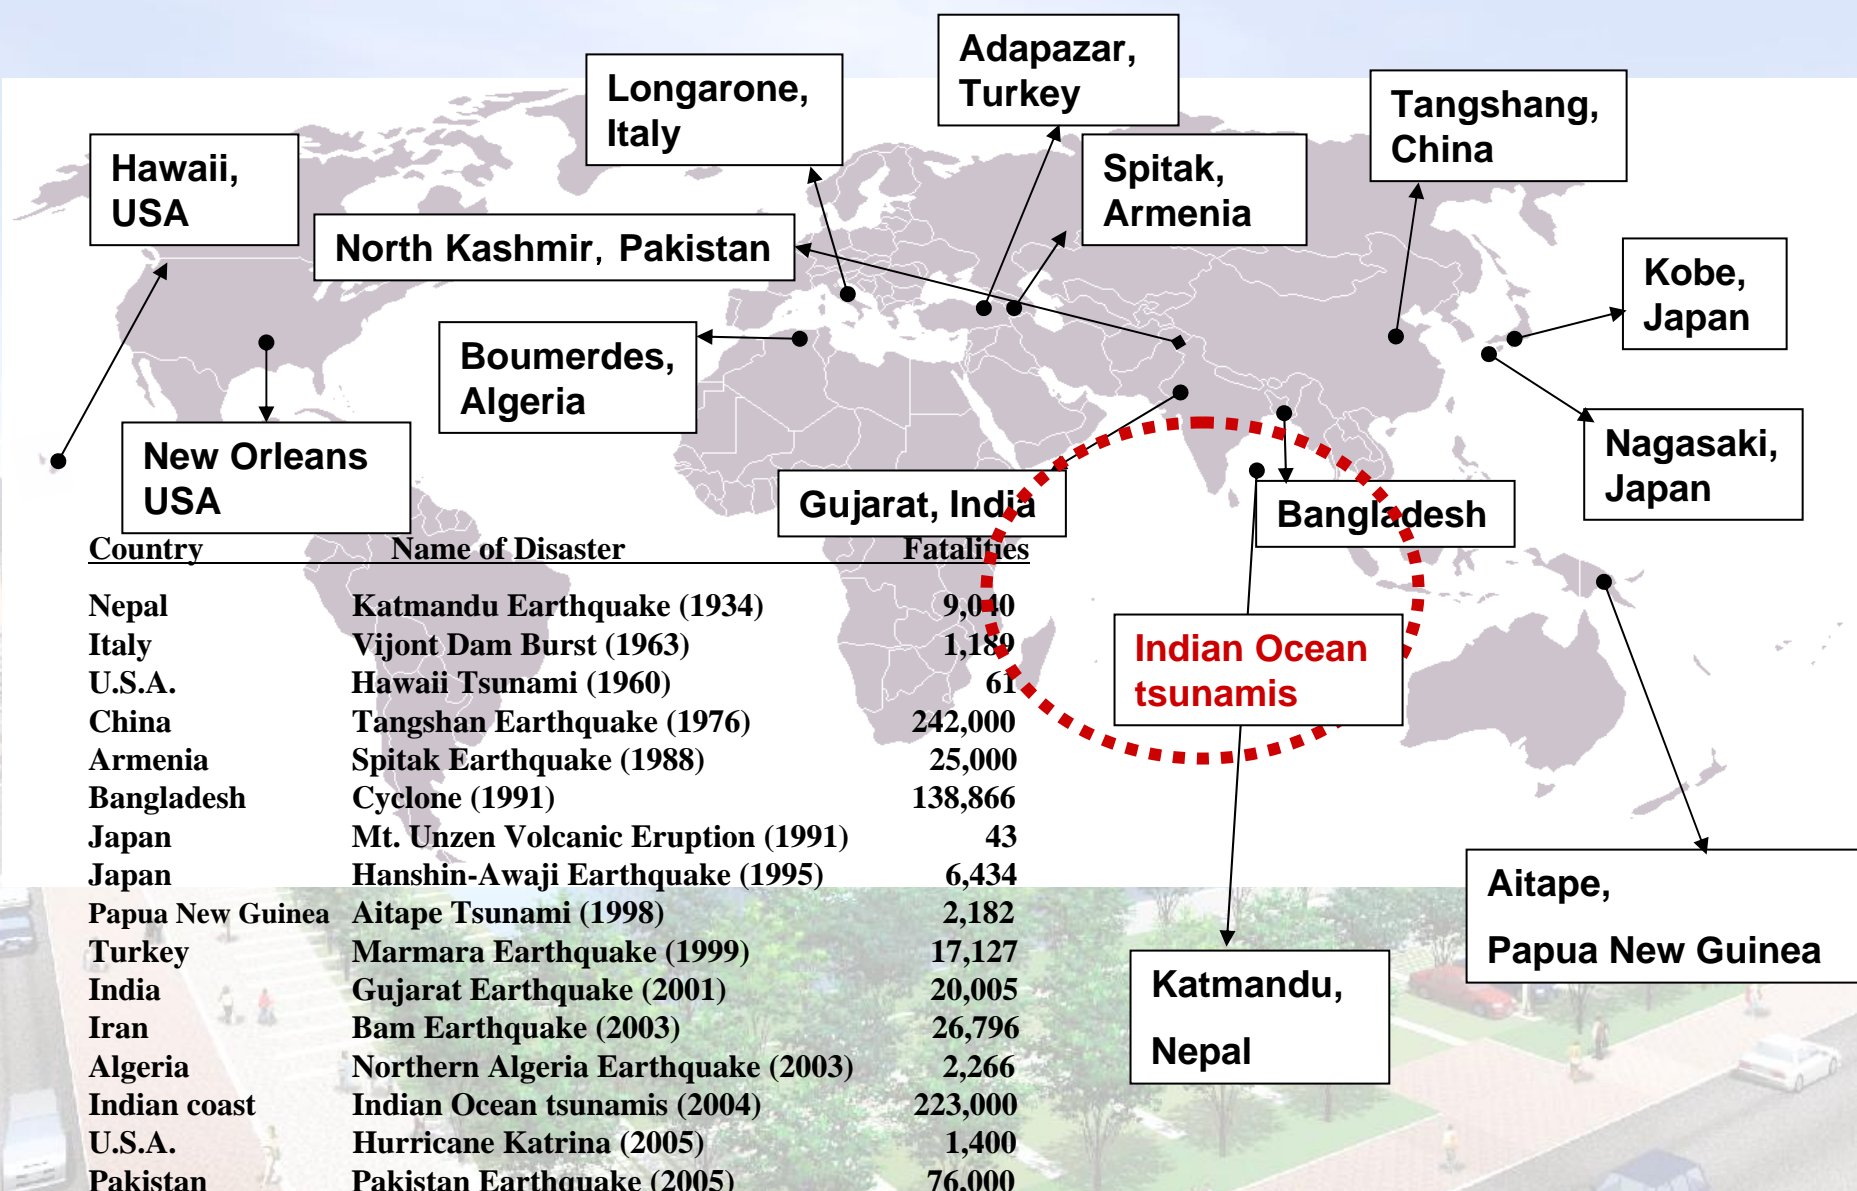 Adapazar,
Turkey
Longarone,
Italy
Tangshang,
China
Hawaii,
USA
Spitak,
Armenia
North Kashmir, Pakistan
Kobe,
Japan
Boumerdes,
Algeria
New Orleans
USA
Nagasaki,
Japan
Gujarat, India
Bangladesh
Indian Ocean
tsunamis
Aitape,
Papua New Guinea
Katmandu,
Nepal
Country Name of Disaster Fatalities
Nepal Katmandu Earthquake (1934) 9,040
Italy Vijont Dam Burst (1963) 1,189
U.S.A. Hawaii Tsunami (1960) 61
China Tangshan Earthquake (1976) 242,000
Armenia Spitak Earthquake (1988) 25,000
Bangladesh Cyclone (1991) 138,866
Japan Mt. Unzen Volcanic Eruption (1991) 43
Japan Hanshin-Awaji Earthquake (1995) 6,434
Papua New Guinea Aitape Tsunami (1998) 2,182
Turkey Marmara Earthquake (1999) 17,127
India Gujarat Earthquake (2001) 20,005
Iran Bam Earthquake (2003) 26,796
Algeria Northern Algeria Earthquake (2003) 2,266
Indian coast Indian Ocean tsunamis (2004) 223,000
U.S.A. Hurricane Katrina (2005) 1,400
Pakistan Pakistan Earthquake (2005) 76,000